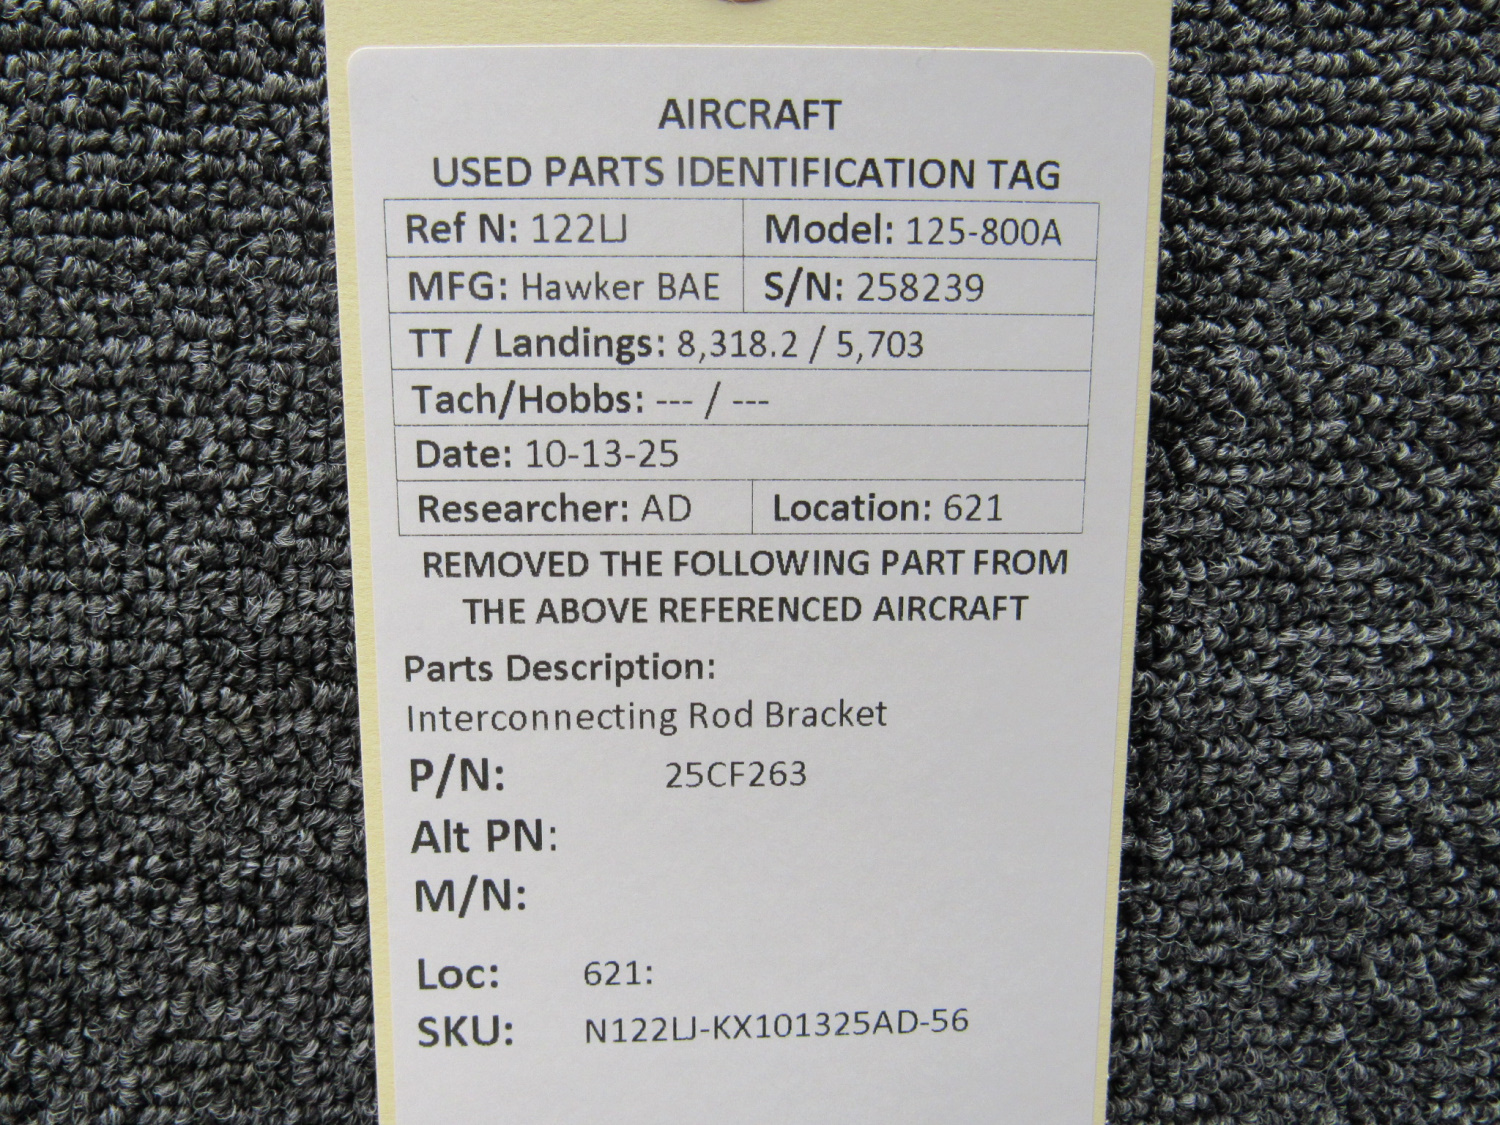 AIRCRAFT
USED PARTS IDENTIFICATION TAG
Ref N: 122LJ Model: 125-800A
MFG: Hawker BAE S/N: 258239
TT / Landings: 8,318.2 / 5,703
Tach/Hobbs: --- / ---
Date: 10-13-25
Researcher: AD Location: 621
REMOVED THE FOLLOWING PART FROM
THE ABOVE REFERENCED AIRCRAFT
Parts Description:
Interconnecting Rod Bracket
P/N: 25CF263
Alt PN:
M/N:
Loc: 621:
SKU: N122LJ-KX101325AD-56